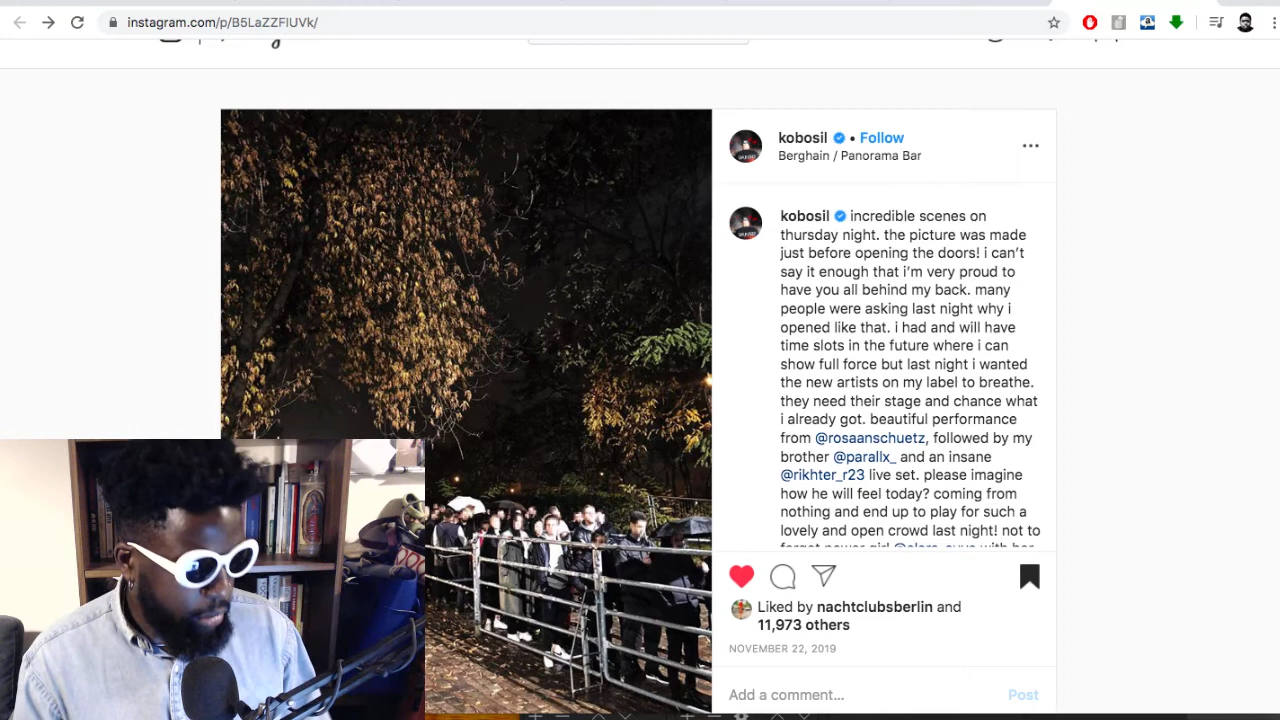 instagram.com/p/B5LaZZFlUVk/
kobosil • Follow
Berghain / Panorama Bar
kobosil incredible scenes on
thursday night. the picture was made
just before opening the doors! i can't
say it enough that i'm very proud to
have you all behind my back. many
people were asking last night why i
opened like that. i had and will have
time slots in the future where i can
show full force but last night i wanted
the new artists on my label to breathe.
they need their stage and chance what
i already got. beautiful performance
from @rosaanschuetz, followed by my
brother @parallx_ and an insane
@rikhter_r23 live set. please imagine
how he will feel today? coming from
nothing and end up to play for such a
lovely and open crowd last night! not to
Liked by nachtclubsberlin and
11,973 others
NOVEMBER 22, 2019
Add a comment...
Post